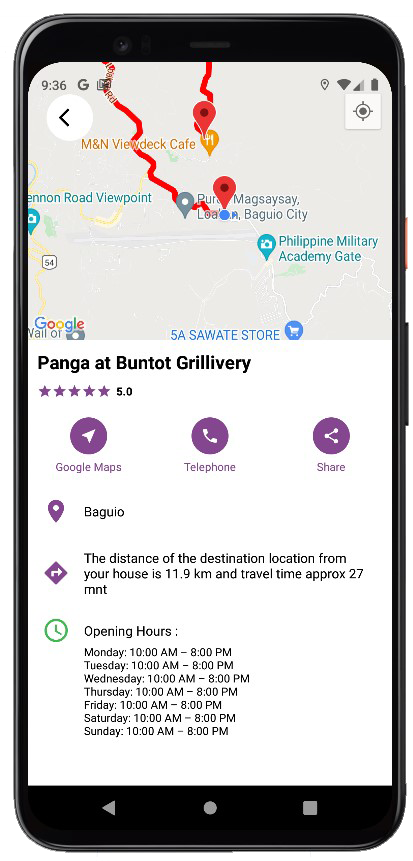 9:36 G
M&N Viewdeck Cafe
ennon Road Viewpoint
Magsaysay,
Baguio City
Philippine Military
Academy Gate
54
Google
Wall of
5A SAWATE STORE
Panga at Buntot Grillivery
5.0
Google Maps
Telephone
Share
Baguio
The distance of the destination location from
your house is 11.9 km and travel time approx 27
mnt
Opening Hours :
Monday: 10:00 AM – 8:00 PM
Tuesday: 10:00 AM – 8:00 PM
Wednesday: 10:00 AM – 8:00 PM
Thursday: 10:00 AM – 8:00 PM
Friday: 10:00 AM – 8:00 PM
Saturday: 10:00 AM – 8:00 PM
Sunday: 10:00 AM – 8:00 PM